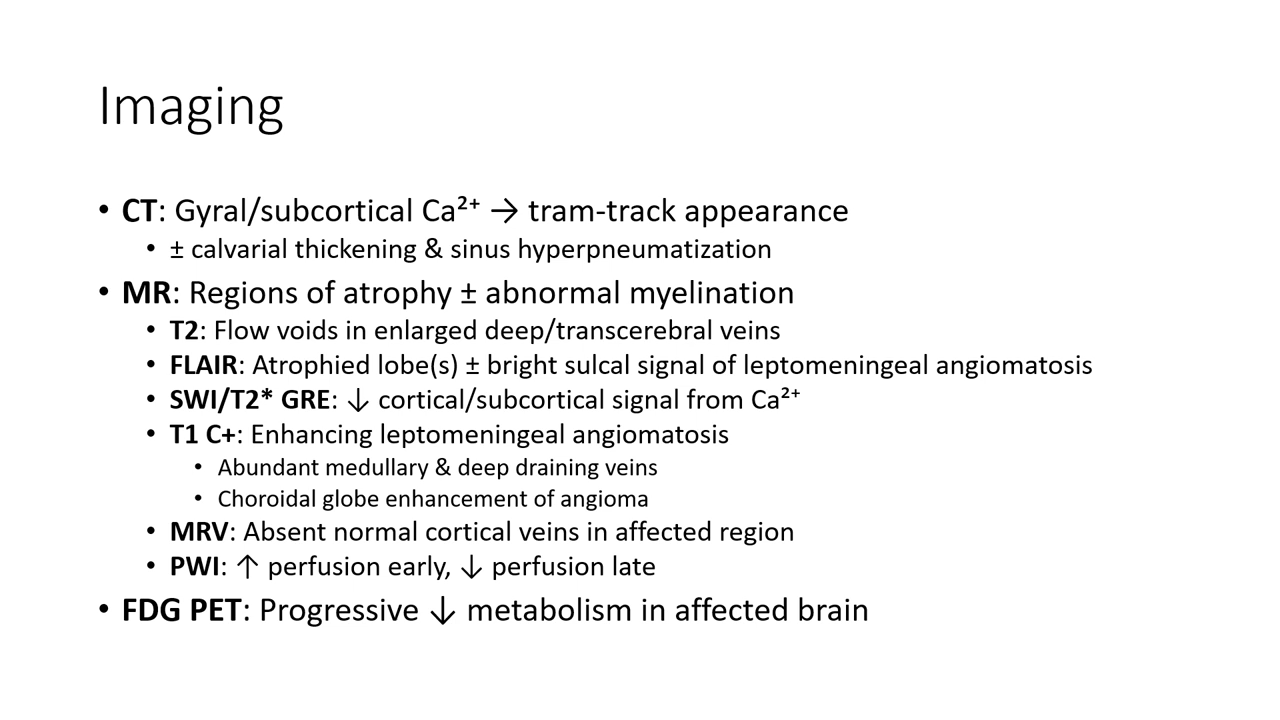 Imaging
• CT: Gyral/subcortical Ca²⁺ → tram-track appearance
• ± calvarial thickening & sinus hyperpneumatization
• MR: Regions of atrophy ± abnormal myelination
• T2: Flow voids in enlarged deep/transcerebral veins
• FLAIR: Atrophied lobe(s) ± bright sulcal signal of leptomeningeal angiomatosis
• SWI/T2* GRE: ↓ cortical/subcortical signal from Ca²⁺
• T1 C+: Enhancing leptomeningeal angiomatosis
• Abundant medullary & deep draining veins
• Choroidal globe enhancement of angioma
• MRV: Absent normal cortical veins in affected region
• PWI: ↑ perfusion early, ↓ perfusion late
• FDG PET: Progressive ↓ metabolism in affected brain